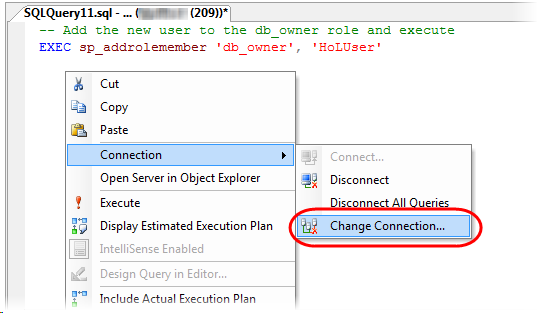 SQLQuery11.sql - ... ( (209))*
-- Add the new user to the db_owner role and execute
EXEC sp_addrolemember 'db_owner', 'HoLUser'
Cut
Copy
Paste
Connection
Open Server in Object Explorer
Execute
Display Estimated Execution Plan
IntelliSense Enabled
Design Query in Editor...
Include Actual Execution Plan
Connect...
Disconnect
Disconnect All Queries
Change Connection...